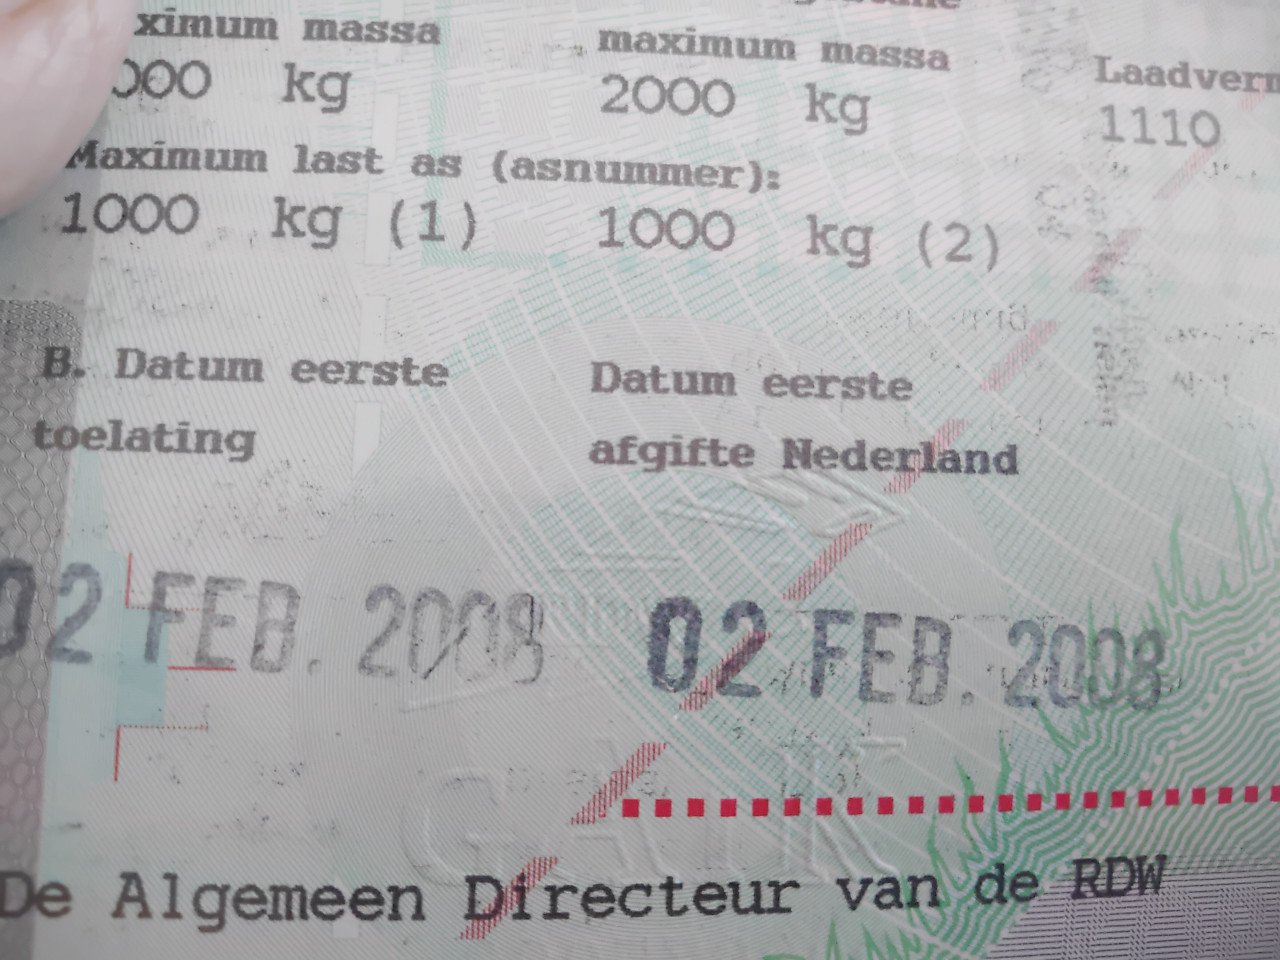 ximum massa maximum massa Laadverm
000 kg 2000 kg 1110
Maximum last as (asnummer):
1000 kg (1) 1000 kg (2)
B. Datum eerste Datum eerste
toelating afgifte Nederland
02 FEB. 2008 02 FEB. 2008
De Algemeen Directeur van de RDW